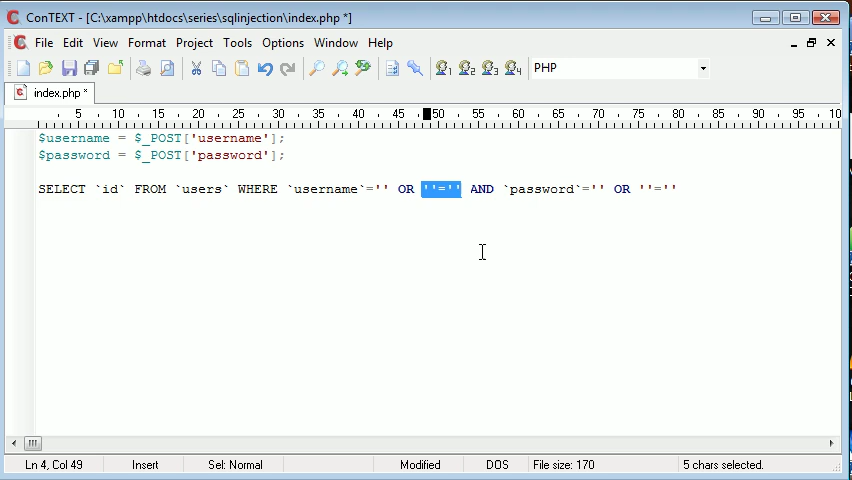 ConTEXT - [C:\xampp\htdocs\series\sqlinjection\index.php *]
File Edit View Format Project Tools Options Window Help
PHP
index.php *
5 10 15 20 25 30 35 40 45 50 55 60 65 70 75 80 85 90 95 10
$username = $_POST['username'];
$password = $_POST['password'];
SELECT `id` FROM `users` WHERE `username`='' OR ''='' AND `password`='' OR ''=''
Ln 4, Col 49 Insert Sel: Normal Modified DOS File size: 170 5 chars selected.